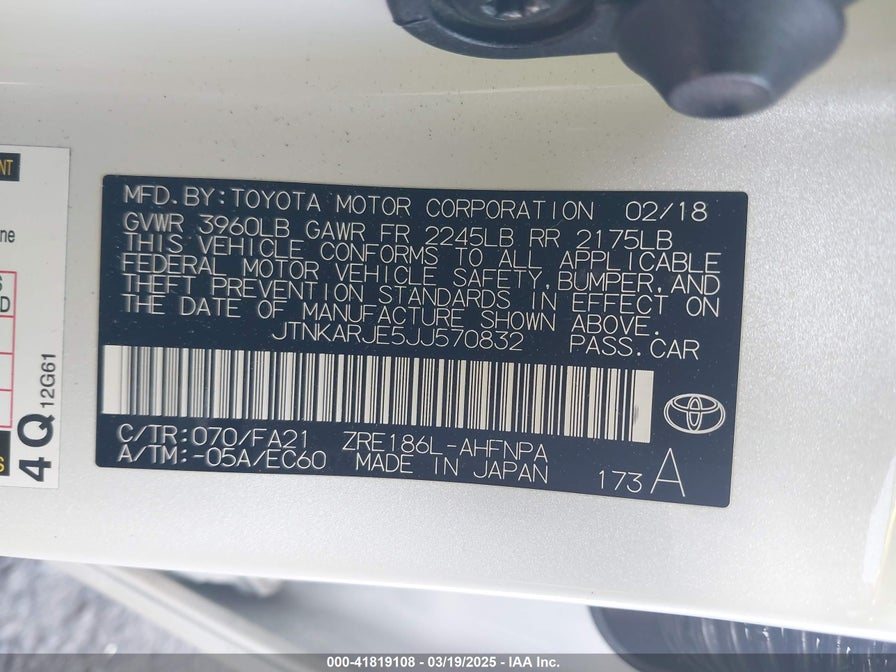 MFD.BY:TOYOTA MOTOR CORPORATION 02/18
GVWR 3960LB GAWR FR 2245LB RR 2175LB
THIS VEHICLE CONFORMS TO ALL APPLICABLE
FEDERAL MOTOR VEHICLE SAFETY,BUMPER,AND
THEFT PREVENTION STANDARDS IN EFFECT ON
THE DATE OF MANUFACTURE SHOWN ABOVE.
JTNKARJE5JJ570832 PASS.CAR
C/TR:070/FA21 ZRE186L-AHFNPA
A/TM:-05A/EC60 MADE IN JAPAN
173 A
4Q 12G61
000-41819108 - 03/19/2025 - IAA Inc.